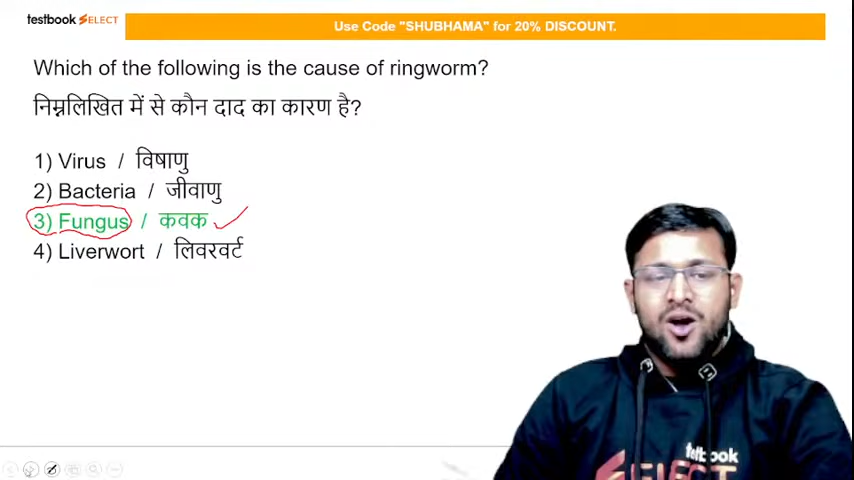 testbook SELECT
Use Code "SHUBHAMA" for 20% DISCOUNT.
Which of the following is the cause of ringworm?
निम्नलिखित में से कौन दाद का कारण है?
1) Virus / विषाणु
2) Bacteria / जीवाणु
3) Fungus / कवक
4) Liverwort / लिवरवर्ट
testbook
SELECT